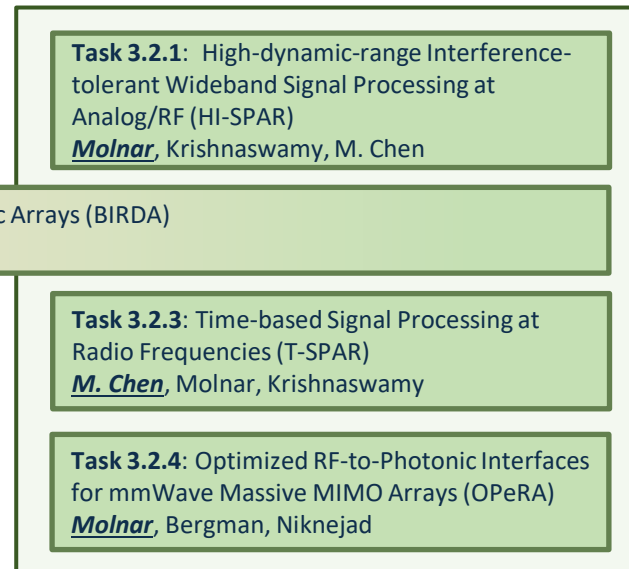 Task 3.2.1: High-dynamic-range Interference-
tolerant Wideband Signal Processing at
Analog/RF (HI-SPAR)
Molnar, Krishnaswamy, M. Chen
c Arrays (BIRDA)
Task 3.2.3: Time-based Signal Processing at
Radio Frequencies (T-SPAR)
M. Chen, Molnar, Krishnaswamy
Task 3.2.4: Optimized RF-to-Photonic Interfaces
for mmWave Massive MIMO Arrays (OPeRA)
Molnar, Bergman, Niknejad